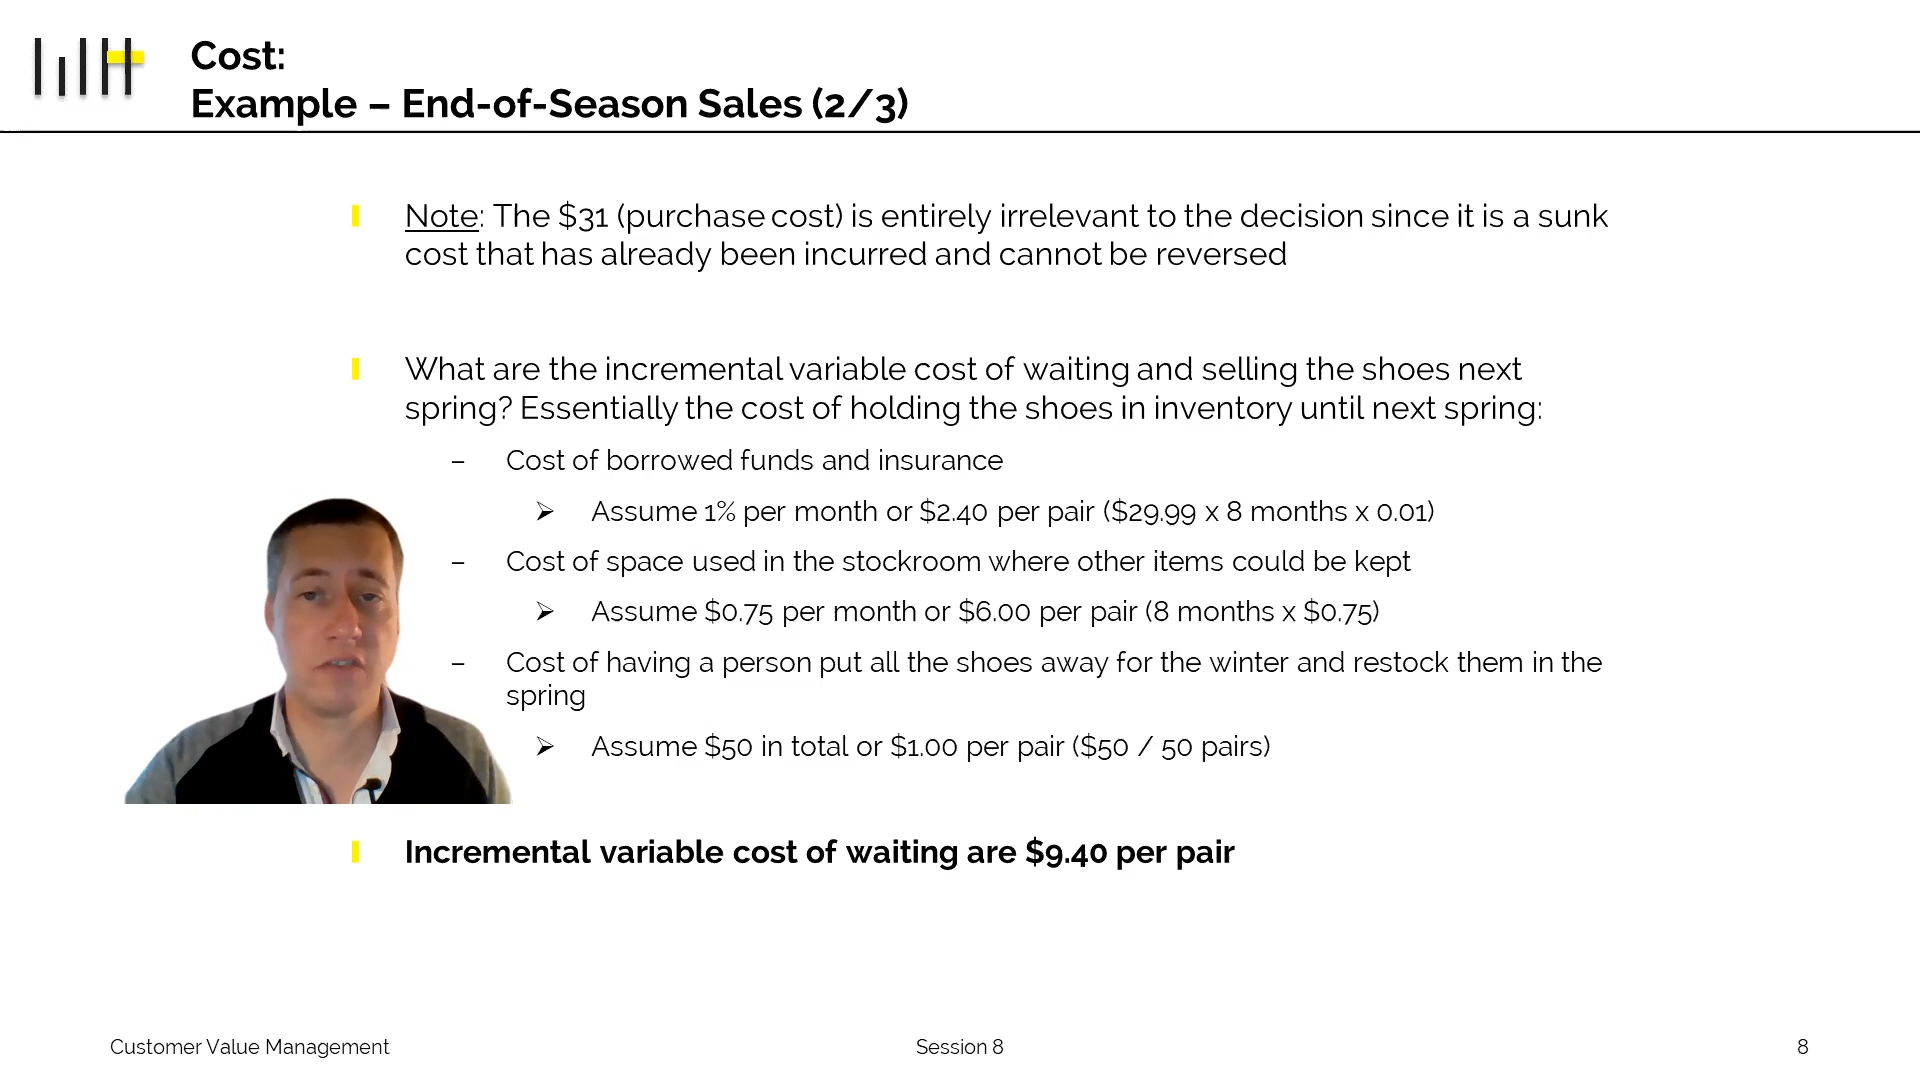 Cost:
Example – End-of-Season Sales (2/3)
Note: The $31 (purchase cost) is entirely irrelevant to the decision since it is a sunk
cost that has already been incurred and cannot be reversed
What are the incremental variable cost of waiting and selling the shoes next
spring? Essentially the cost of holding the shoes in inventory until next spring:
– Cost of borrowed funds and insurance
➢ Assume 1% per month or $2.40 per pair ($29.99 x 8 months x 0.01)
– Cost of space used in the stockroom where other items could be kept
➢ Assume $0.75 per month or $6.00 per pair (8 months x $0.75)
– Cost of having a person put all the shoes away for the winter and restock them in the
spring
➢ Assume $50 in total or $1.00 per pair ($50 / 50 pairs)
Incremental variable cost of waiting are $9.40 per pair
Customer Value Management
Session 8
8